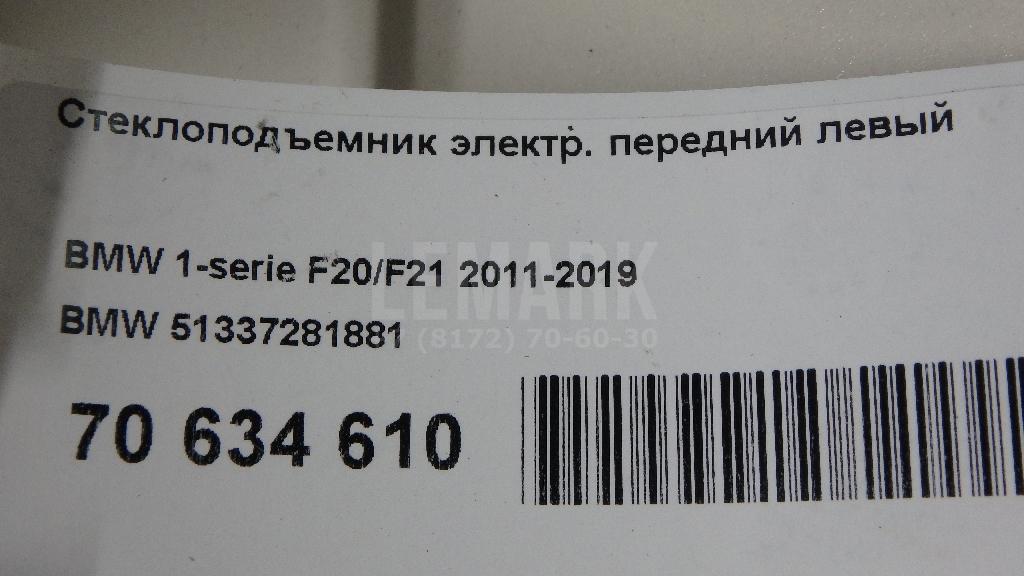 Стеклоподъемник электр. передний левый
BMW 1-serie F20/F21 2011-2019
LEMARK
BMW 51337281881
(8172) 70-60-30
70 634 610